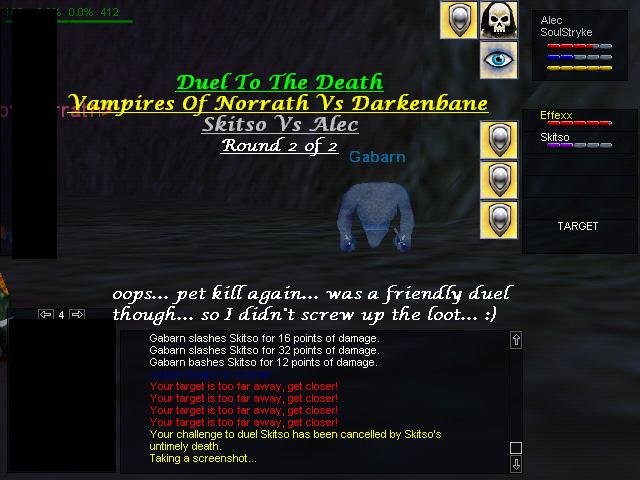 0.0% 412
Alec
SoulStryke
Duel To The Death
Vampires Of Norrath Vs Darkenbane
Skitso Vs Alec
Round 2 of 2
Effexx
Skitso
Gabarn
TARGET
oops... pet kill again... was a friendly duel
though... so I didn't screw up the loot... :)
4
Gabarn slashes Skitso for 16 points of damage.
Gabarn slashes Skitso for 32 points of damage.
Gabarn bashes Skitso for 12 points of damage.
Your target is too far away, get closer!
Your target is too far away, get closer!
Your target is too far away, get closer!
Your target is too far away, get closer!
Your challenge to duel Skitso has been cancelled by Skitso's
untimely death.
Taking a screenshot...